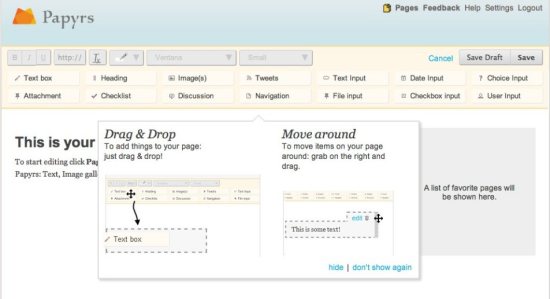 Papyrs
Pages Feedback Help Settings Logout
B I U http:// Tx Ventana Small Cancel Save Draft Save
Text box Heading Image(s) Tweets Text Input Date Input Choice Input
Attachment Checklist Discussion Navigation File input Checkbox input User Input
This is your
To start editing click Pap
Papyrs: Text, Image gall
Drag & Drop
To add things to your page:
just drag & drop!
Text box
Move around
To move items on your page
around: grab on the right and
drag.
edit
This is some text!
hide | don't show again
A list of favorite pages will
be shown here.